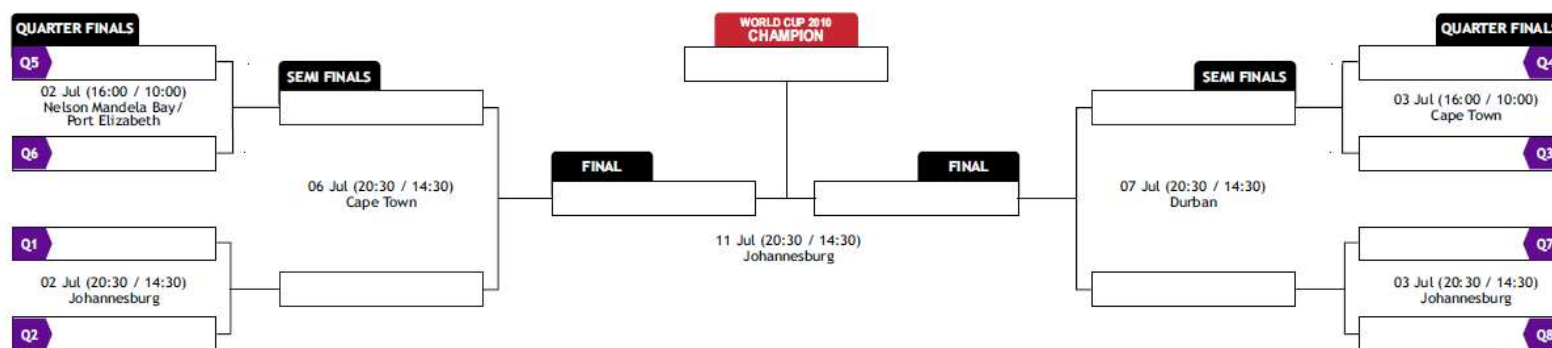 QUARTER FINALS
Q5
02 Jul (16:00 / 10:00)
Nelson Mandela Bay/
Port Elizabeth
Q6
Q1
02 Jul (20:30 / 14:30)
Johannesburg
Q2
SEMI FINALS
06 Jul (20:30 / 14:30)
Cape Town
FINAL
WORLD CUP 2010
CHAMPION
11 Jul (20:30 / 14:30)
Johannesburg
FINAL
SEMI FINALS
07 Jul (20:30 / 14:30)
Durban
QUARTER FINALS
Q4
03 Jul (16:00 / 10:00)
Cape Town
Q3
Q7
03 Jul (20:30 / 14:30)
Johannesburg
Q8